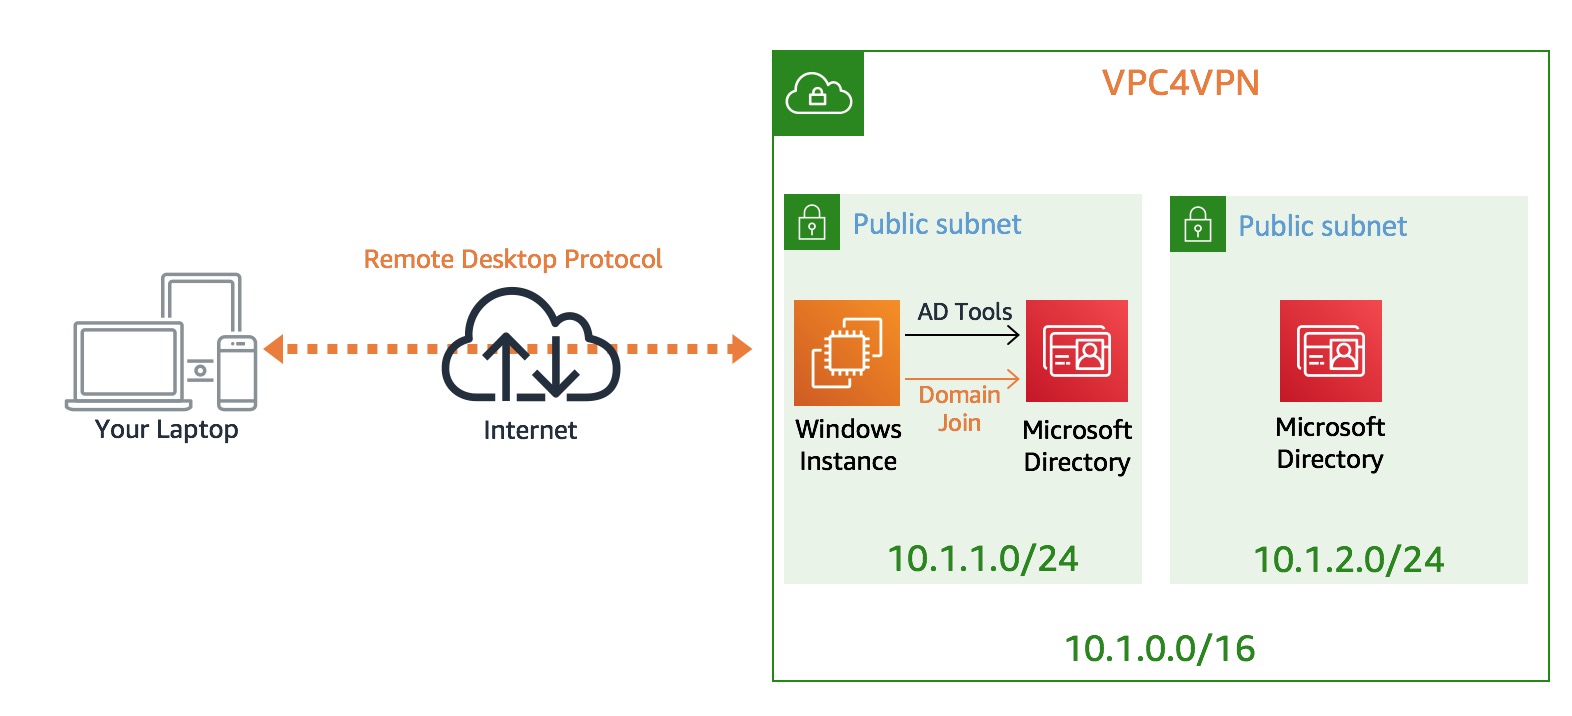 VPC4VPN
Public subnet
Public subnet
Remote Desktop Protocol
AD Tools
Domain
Join
Your Laptop
Internet
Windows
Instance
Microsoft
Directory
Microsoft
Directory
10.1.1.0/24
10.1.2.0/24
10.1.0.0/16